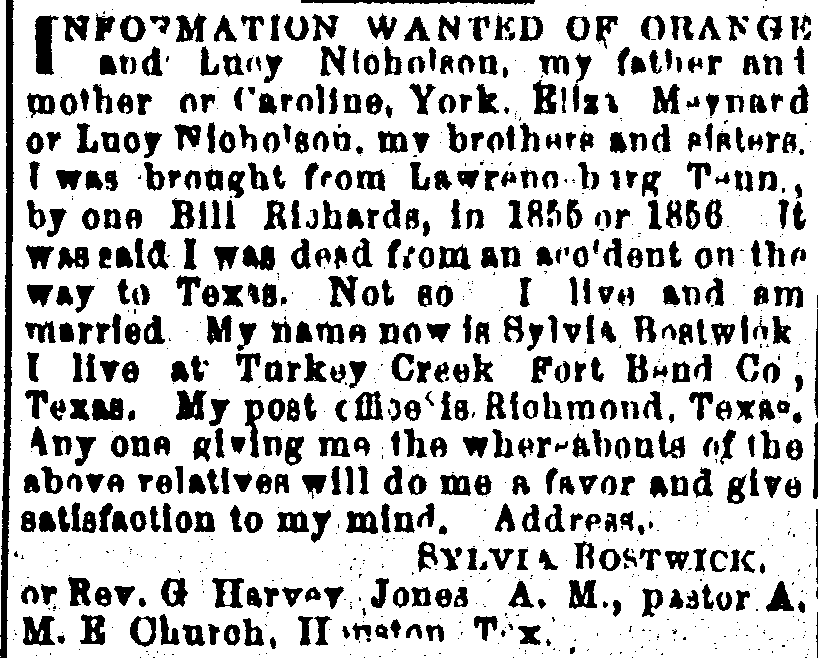 INFORMATION WANTED OF ORANGE
and Lucy Nicholson, my father and
mother or Caroline, York, Eliza Maynard
or Lucy Nicholson, my brothers and sisters.
I was brought from Lawrenceburg Tenn.,
by one Bill Richards, in 1855 or 1856 It
was said I was dead from an accident on the
way to Texas. Not so I live and am
married My name now is Sylvia Bostwick
I live at Turkey Creek Fort Bend Co,
Texas. My post office is Richmond, Texas.
Any one giving me the whereabouts of the
above relatives will do me a favor and give
satisfaction to my mind. Address,
SYLVIA BOSTWICK,
or Rev. G Harvey Jones A. M., pastor A.
M. E Church, Houston Tex.